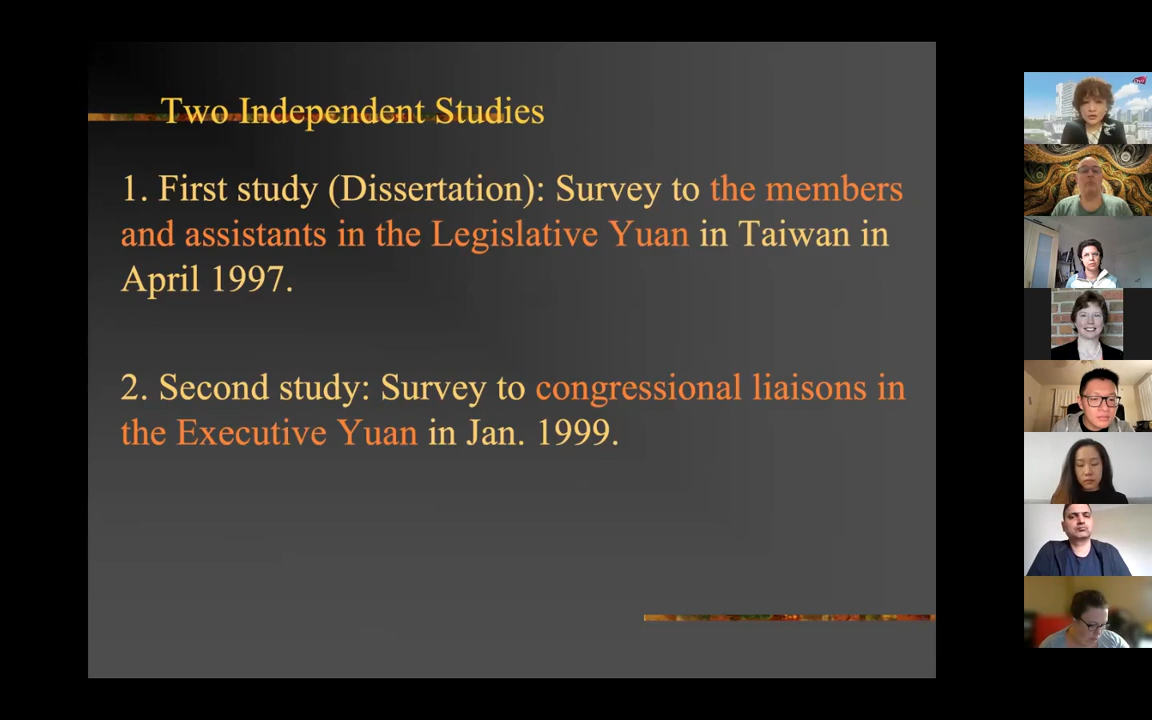 Two Independent Studies
1. First study (Dissertation): Survey to the members
and assistants in the Legislative Yuan in Taiwan in
April 1997.
2. Second study: Survey to congressional liaisons in
the Executive Yuan in Jan. 1999.